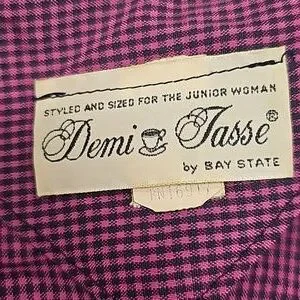 STYLED AND SIZED FOR THE JUNIOR WOMAN
Demi Tasse®
by BAY STATE